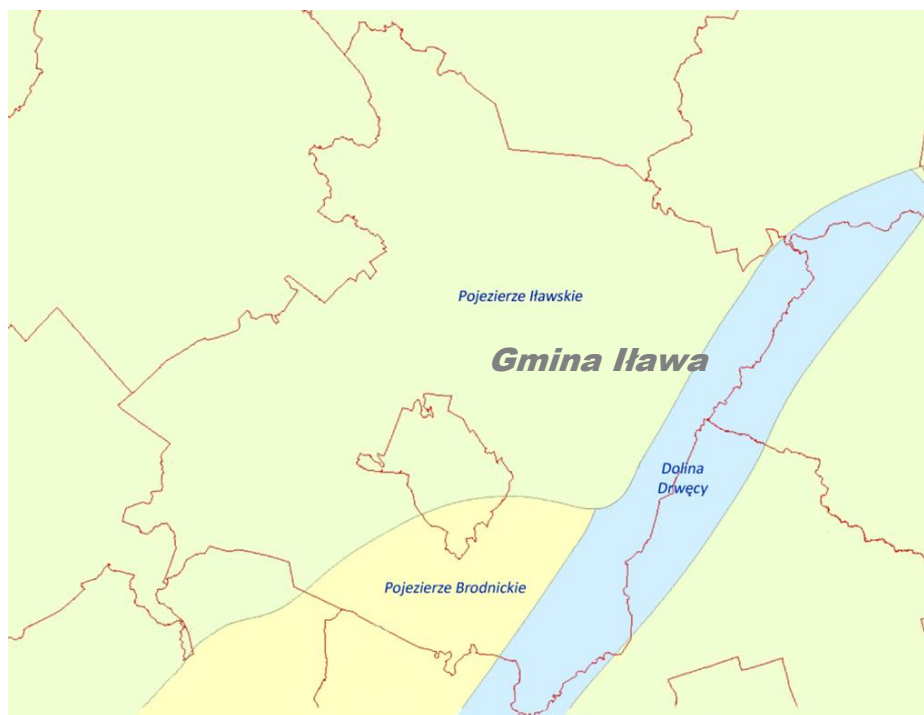 Pojezierze Iławskie
Gmina Iława
Dolina
Drwęcy
Pojezierze Brodnickie